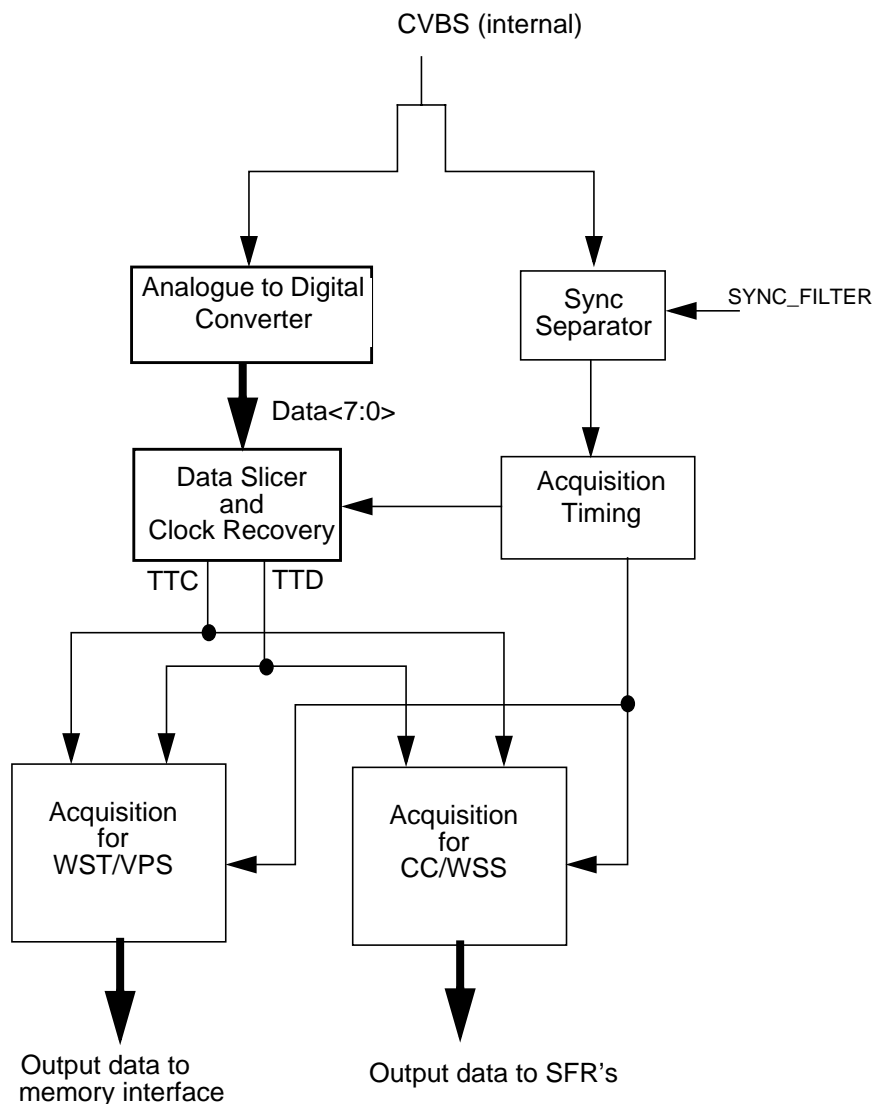 CVBS (internal)
Analogue to Digital
Converter
Sync
Separator
SYNC_FILTER
Data<7:0>
Data Slicer
and
Clock Recovery
Acquisition
Timing
TTC
TTD
Acquisition
for
WST/VPS
Acquisition
for
CC/WSS
Output data to
memory interface
Output data to SFR's